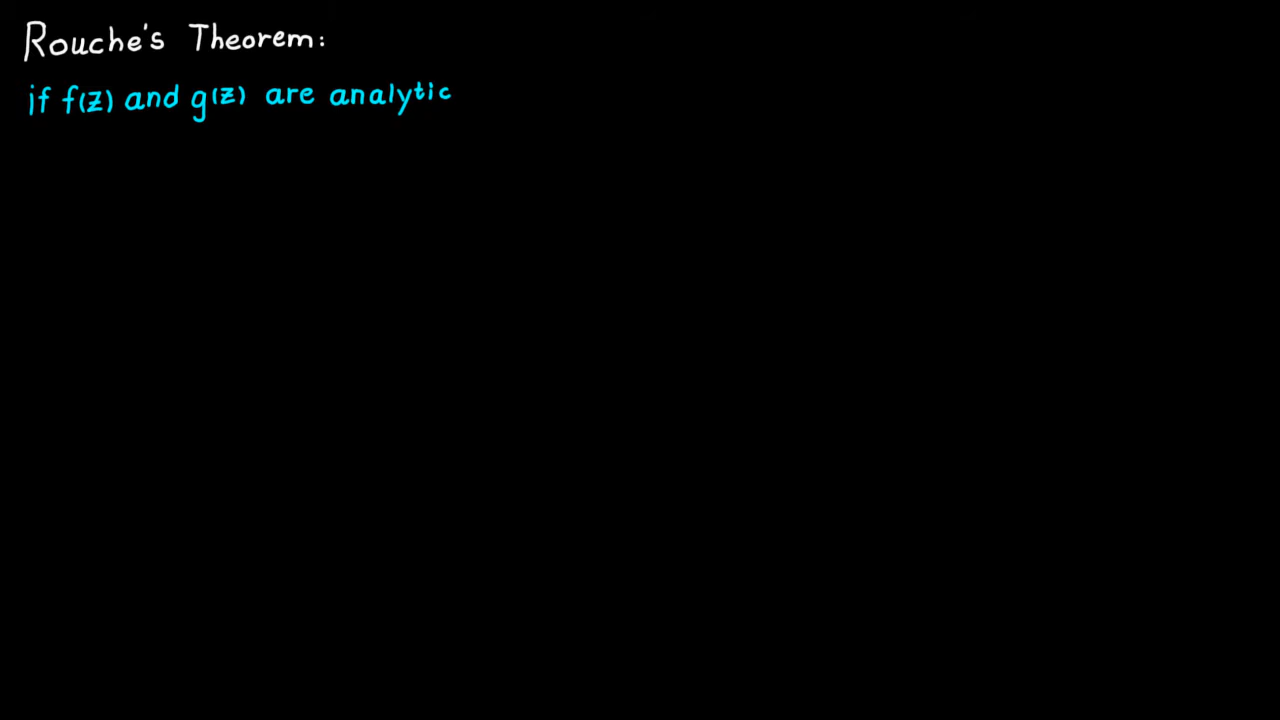 Rouche's Theorem:
if f(z) and g(z) are analytic